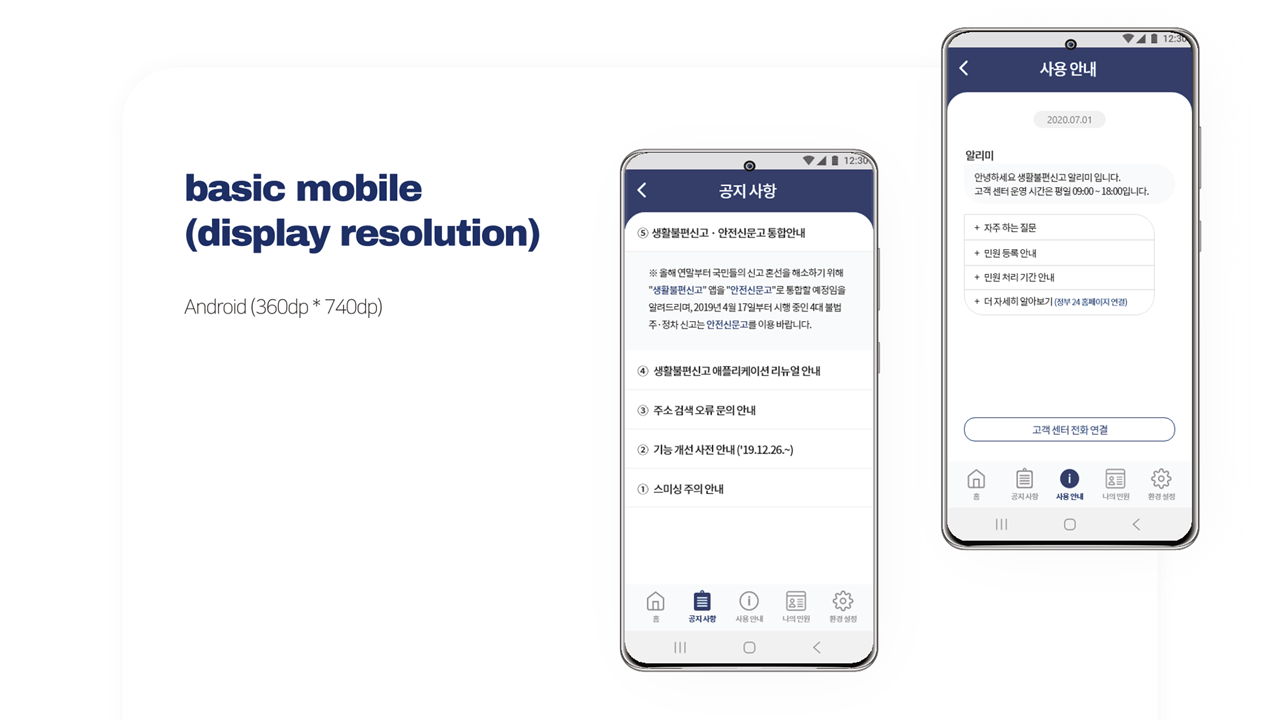 basic mobile
(display resolution)
Android (360dp * 740dp)
12:30
공지 사항
⑤ 생활불편신고 · 안전신문고 통합안내
※ 올해 연말부터 국민들의 신고 혼선을 해소하기 위해
"생활불편신고" 앱을 "안전신문고"로 통합할 예정임을
알려드리며, 2019년 4월 17일부터 시행 중인 4대 불법
주·정차 신고는 안전신문고를 이용 바랍니다.
④ 생활불편신고 애플리케이션 리뉴얼 안내
③ 주소 검색 오류 문의 안내
② 기능 개선 사전 안내 ('19.12.26.~)
① 스미싱 주의 안내
홈 공지 사항 사용 안내 나의 민원 환경 설정
12:30
사용 안내
2020.07.01
알리미
안녕하세요 생활불편신고 알리미 입니다.
고객 센터 운영 시간은 평일 09:00 ~ 18:00입니다.
+ 자주 하는 질문
+ 민원 등록 안내
+ 민원 처리 기간 안내
+ 더 자세히 알아보기 (정부 24 홈페이지 연결)
고객 센터 전화 연결
홈 공지 사항 사용 안내 나의 민원 환경 설정